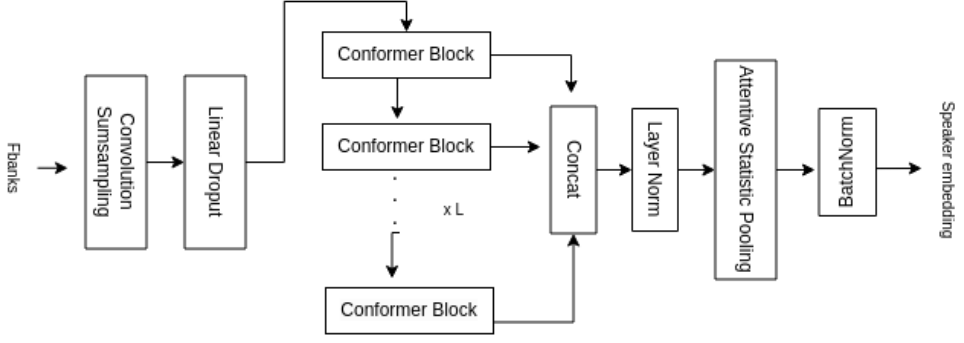 Fbanks
Convolution
Sumsampling
Linear Droput
Conformer Block
Conformer Block
x L
Conformer Block
Concat
Layer Norm
Attentive Statistic Pooling
BatchNorm
Speaker embedding